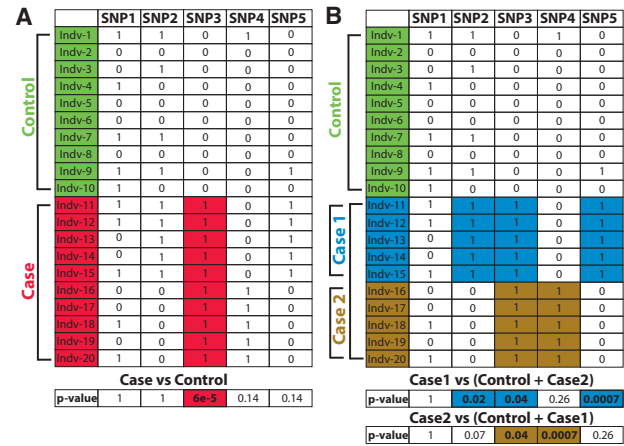 A
SNP1 SNP2 SNP3 SNP4 SNP5
Control
Indv-1 1 1 0 1 0
Indv-2 0 0 0 0 0
Indv-3 0 1 0 0 0
Indv-4 1 0 0 0 0
Indv-5 0 0 0 0 0
Indv-6 0 0 0 0 0
Indv-7 1 1 0 0 0
Indv-8 0 0 0 0 0
Indv-9 1 1 0 0 1
Indv-10 1 0 0 0 0
Case
Indv-11 1 1 1 0 1
Indv-12 1 1 1 0 1
Indv-13 0 1 1 0 1
Indv-14 0 1 1 0 1
Indv-15 1 1 1 0 1
Indv-16 0 0 1 1 0
Indv-17 0 0 1 1 0
Indv-18 1 0 1 1 0
Indv-19 0 0 1 1 0
Indv-20 1 0 1 1 0
Case vs Control
p-value 1 1 6e-5 0.14 0.14
B
SNP1 SNP2 SNP3 SNP4 SNP5
Control
Indv-1 1 1 0 1 0
Indv-2 0 0 0 0 0
Indv-3 0 1 0 0 0
Indv-4 1 0 0 0 0
Indv-5 0 0 0 0 0
Indv-6 0 0 0 0 0
Indv-7 1 1 0 0 0
Indv-8 0 0 0 0 0
Indv-9 1 1 0 0 1
Indv-10 1 0 0 0 0
Case 1
Indv-11 1 1 1 0 1
Indv-12 1 1 1 0 1
Indv-13 0 1 1 0 1
Indv-14 0 1 1 0 1
Indv-15 1 1 1 0 1
Case 2
Indv-16 0 0 1 1 0
Indv-17 0 0 1 1 0
Indv-18 1 0 1 1 0
Indv-19 0 0 1 1 0
Indv-20 1 0 1 1 0
Case1 vs (Control + Case2)
p-value 1 0.02 0.04 0.26 0.0007
Case2 vs (Control + Case1)
p-value 1 0.07 0.04 0.0007 0.26